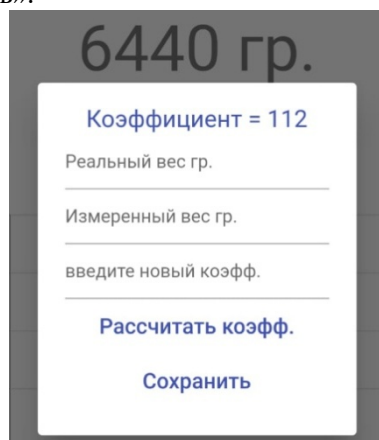 6440 гр.
Коэффициент = 112
Реальный вес гр.
Измеренный вес гр.
введите новый коэфф.
Рассчитать коэфф.
Сохранить